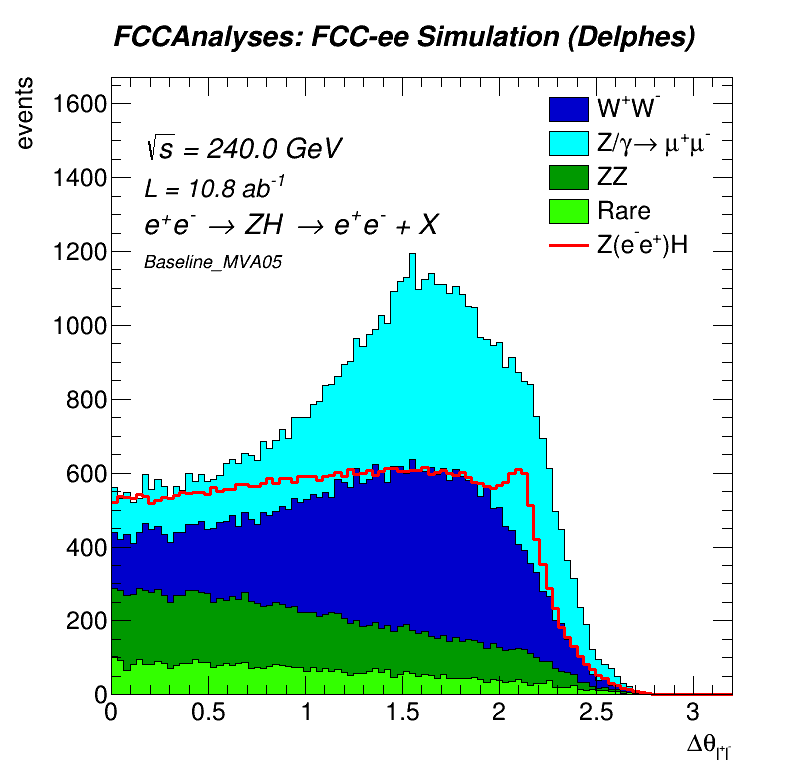 FCCAnalyses: FCC-ee Simulation (Delphes)
events
1600
1400
1200
1000
800
600
400
200
0
√s = 240.0 GeV
L = 10.8 ab⁻¹
e⁺e⁻ → ZH → e⁺e⁻ + X
Baseline_MVA05
W⁺W⁻
Z/γ→ μ⁺μ⁻
ZZ
Rare
Z(e⁻e⁺)H
0 0.5 1 1.5 2 2.5 3
Δθ_l⁺l⁻